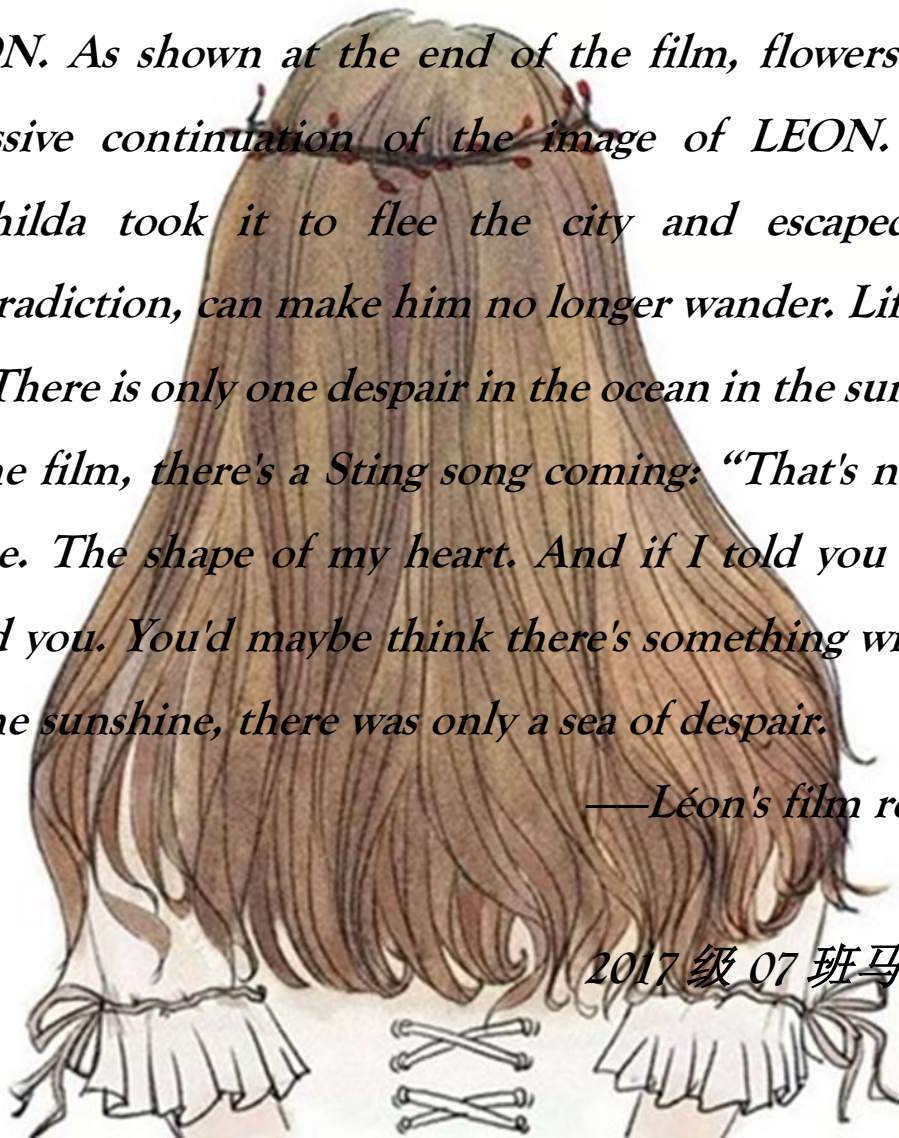 ON. As shown at the end of the film, flowers
ssive continuation of the image of LEON.
hilda took it to flee the city and escaped
radiction, can make him no longer wander. Lif
There is only one despair in the ocean in the sun
he film, there's a Sting song coming: “That's n
e. The shape of my heart. And if I told you
d you. You'd maybe think there's something wr
he sunshine, there was only a sea of despair.
──Léon's film re
2017 级 07 班马